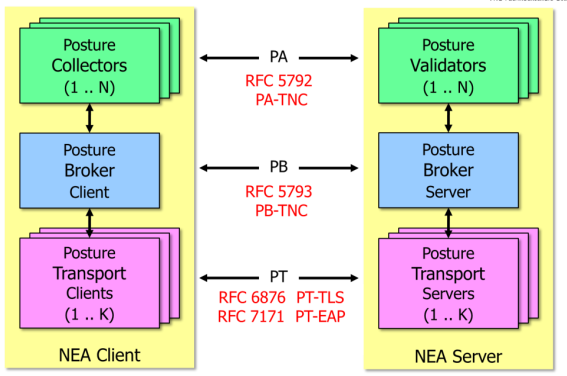 Posture
Collectors
(1 .. N)
PA
RFC 5792
PA-TNC
Posture
Validators
(1 .. N)
Posture
Broker
Client
PB
RFC 5793
PB-TNC
Posture
Broker
Server
Posture
Transport
Clients
(1 .. K)
PT
RFC 6876 PT-TLS
RFC 7171 PT-EAP
Posture
Transport
Servers
(1 .. K)
NEA Client
NEA Server